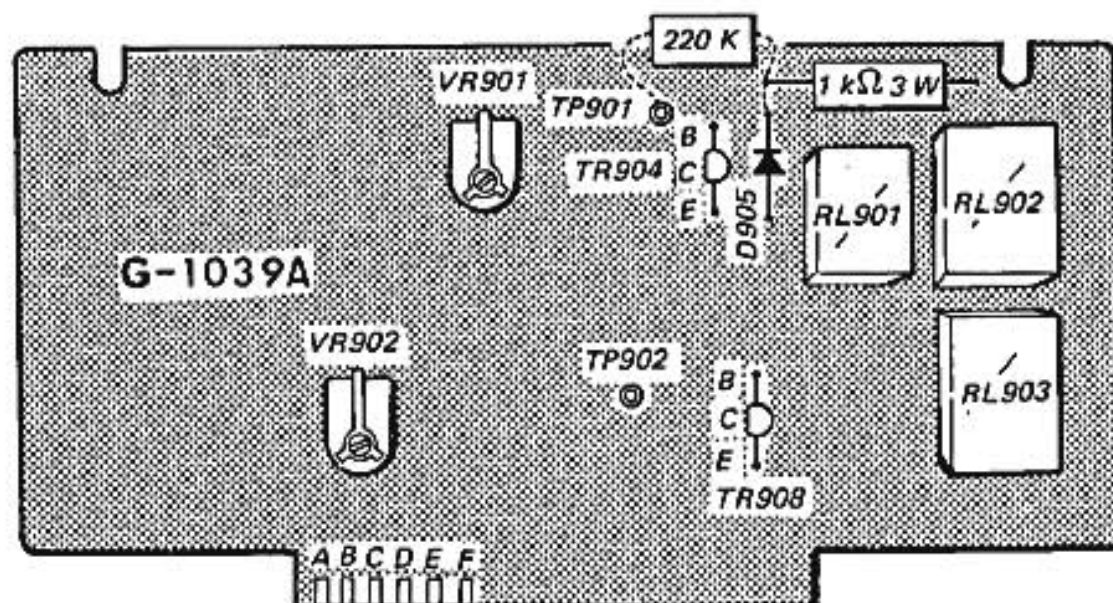 220 K
VR901
1 kΩ 3 W
TP901
B
TR904
C
E
D905
RL901
RL902
G-1039A
VR902
TP902
B
C
E
RL903
TR908
A B C D E F